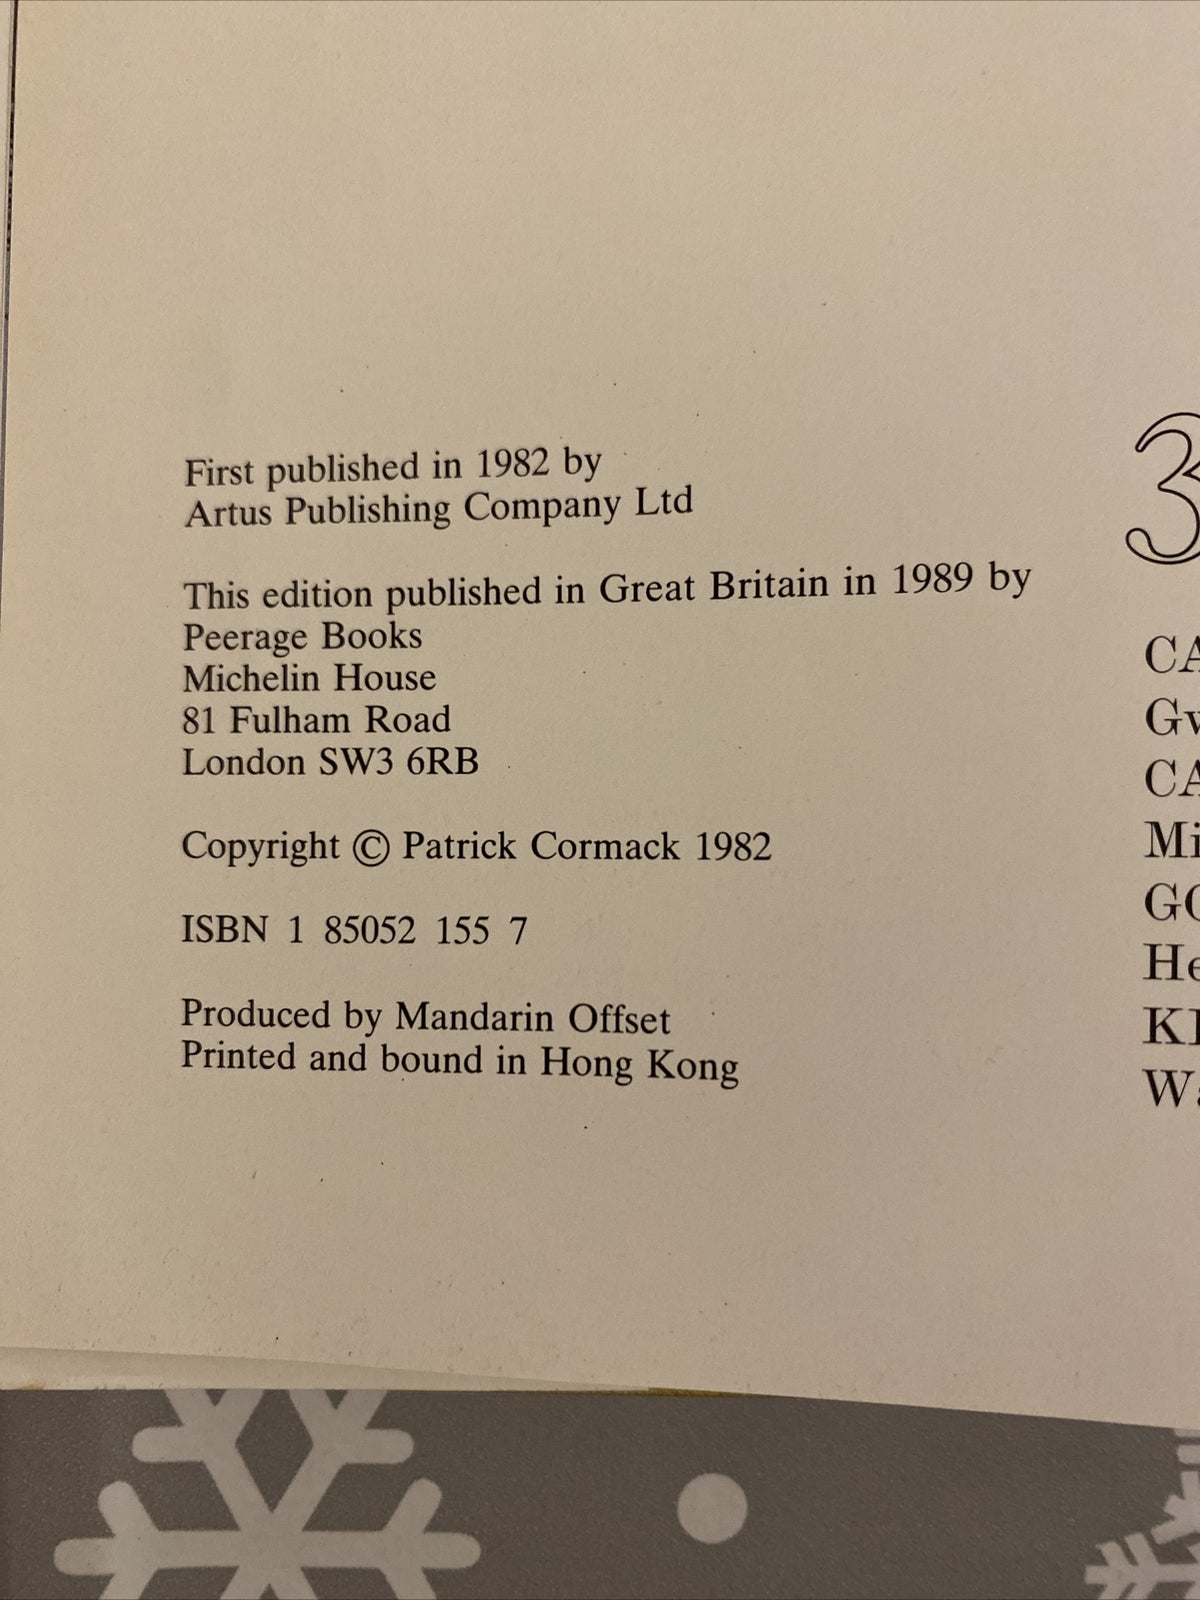 First published in 1982 by
Artus Publishing Company Ltd
This edition published in Great Britain in 1989 by
Peerage Books
Michelin House
81 Fulham Road
London SW3 6RB
Copyright © Patrick Cormack 1982
ISBN 1 85052 155 7
Produced by Mandarin Offset
Printed and bound in Hong Kong
3